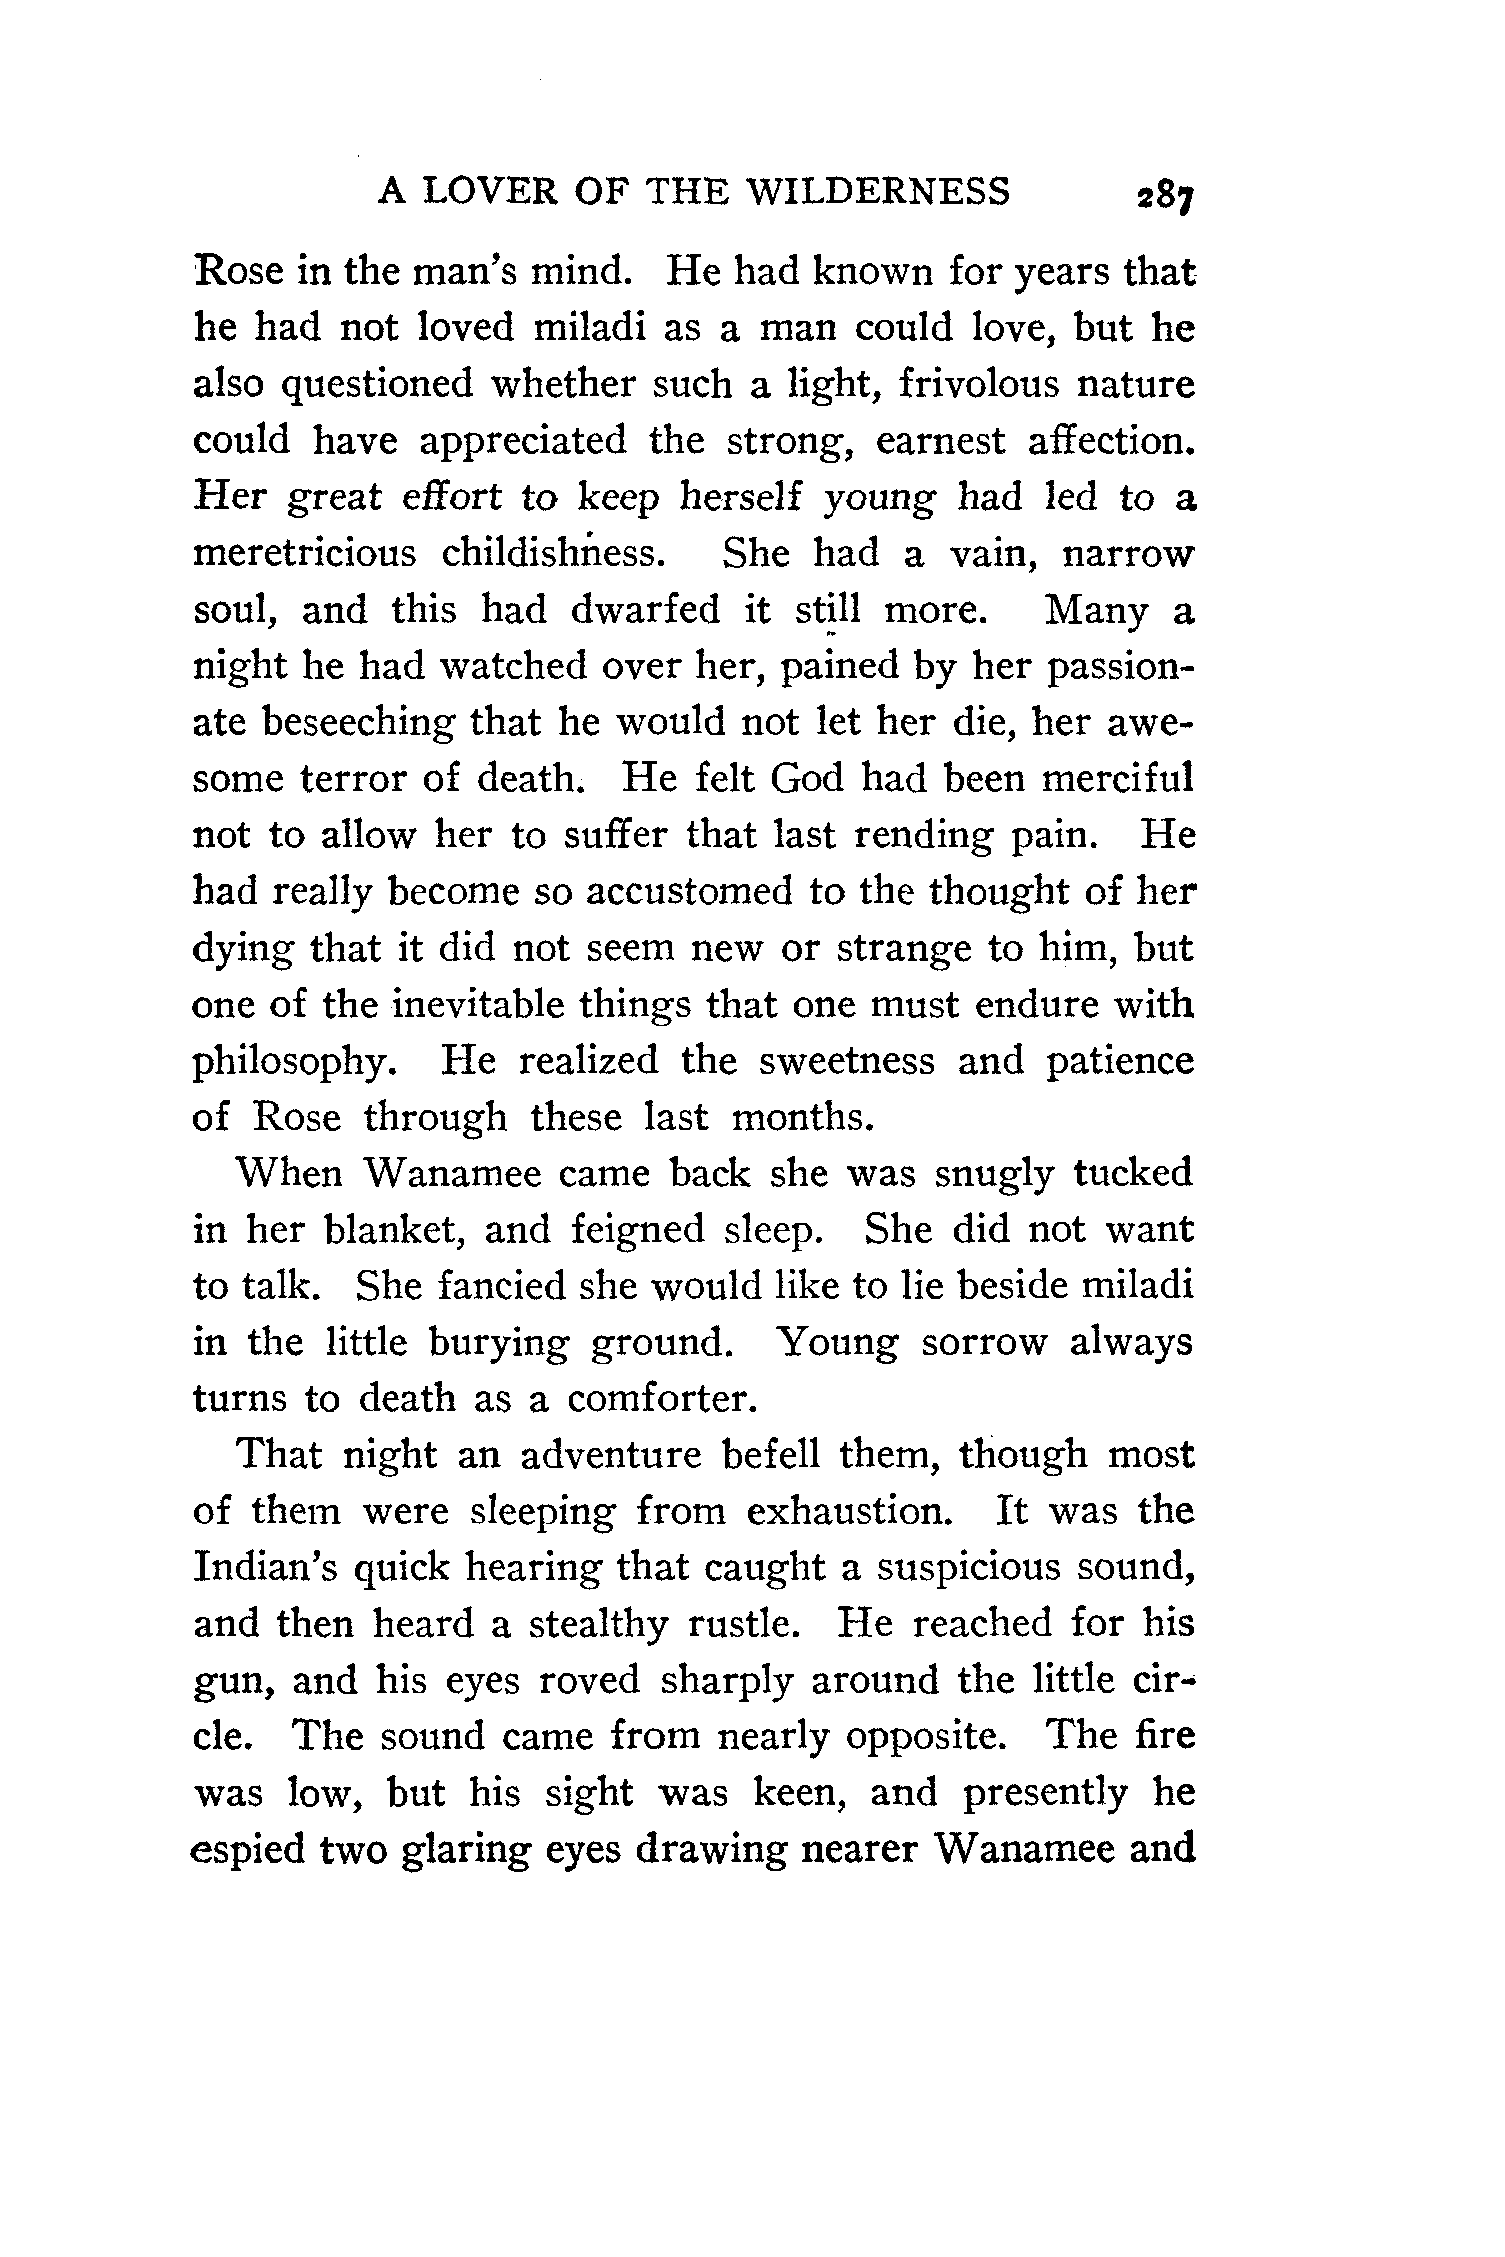 A LOVER OF THE WILDERNESS 287
Rose in the man's mind. He had known for years that
he had not loved miladi as a man could love, but he
also questioned whether such a light, frivolous nature
could have appreciated the strong, earnest affection.
Her great effort to keep herself young had led to a
meretricious childishness. She had a vain, narrow
soul, and this had dwarfed it still more. Many a
night he had watched over her, pained by her passion-
ate beseeching that he would not let her die, her awe-
some terror of death. He felt God had been merciful
not to allow her to suffer that last rending pain. He
had really become so accustomed to the thought of her
dying that it did not seem new or strange to him, but
one of the inevitable things that one must endure with
philosophy. He realized the sweetness and patience
of Rose through these last months.
When Wanamee came back she was snugly tucked
in her blanket, and feigned sleep. She did not want
to talk. She fancied she would like to lie beside miladi
in the little burying ground. Young sorrow always
turns to death as a comforter.
That night an adventure befell them, though most
of them were sleeping from exhaustion. It was the
Indian's quick hearing that caught a suspicious sound,
and then heard a stealthy rustle. He reached for his
gun, and his eyes roved sharply around the little cir-
cle. The sound came from nearly opposite. The fire
was low, but his sight was keen, and presently he
espied two glaring eyes drawing nearer Wanamee and